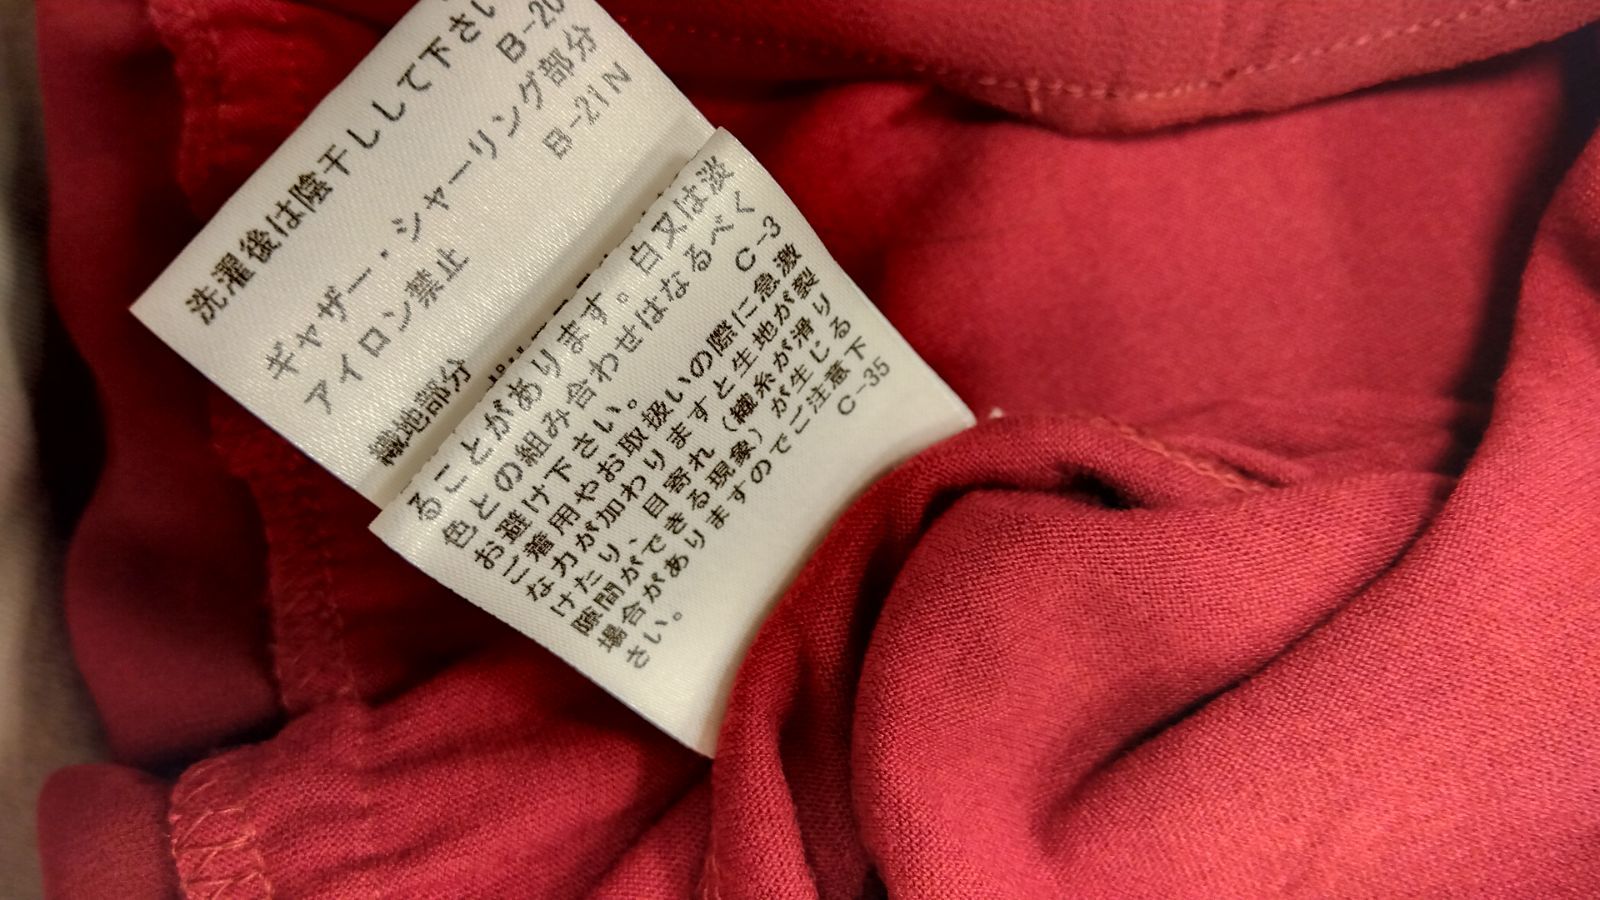 洗濯後は陰干しして下さい
B-20
ギャザー・シャーリング部分
アイロン禁止
B-21N
織地部分
ることがあります。白又は淡
色との組み合わせはなるべく
お避け下さい。
C-3
ご着用やお取扱いの際に急激
な力が加わりますと生地が裂
けたり、目寄れ（織糸が滑り
隙間ができる現象）が生じる
場合がありますのでご注意下
さい。
C-35